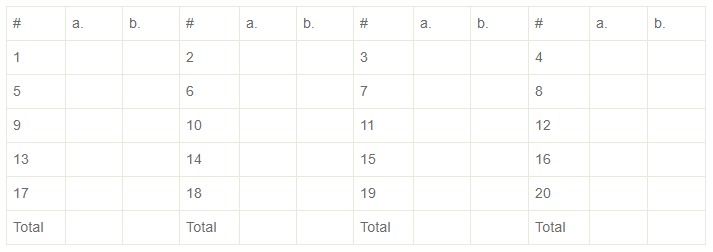 # a. b. # a. b. # a. b. # a. b.
1 2 3 4
5 6 7 8
9 10 11 12
13 14 15 16
17 18 19 20
Total Total Total Total